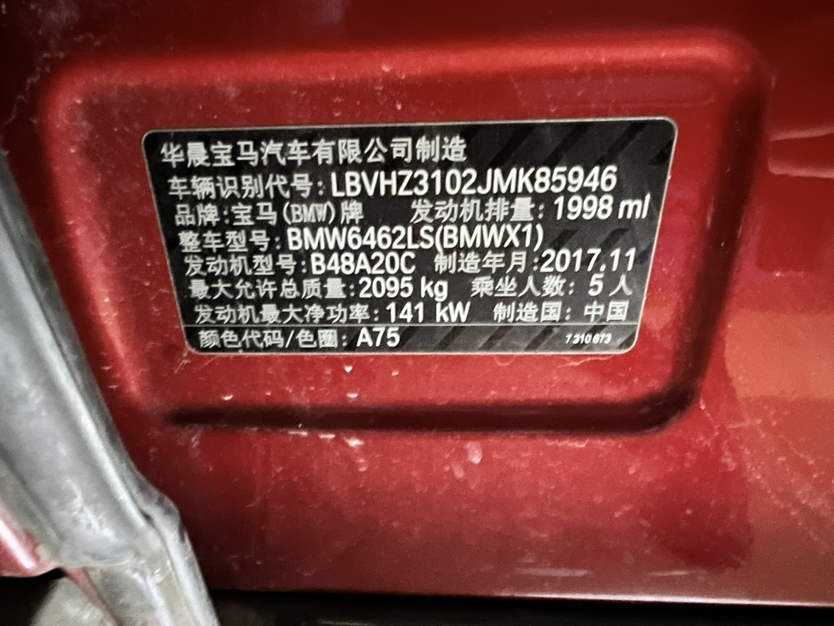 华晨宝马汽车有限公司制造
车辆识别代号:LBVHZ3102JMK85946
品牌:宝马(BMW)牌 发动机排量:1998 ml
整车型号:BMW6462LS(BMWX1)
发动机型号:B48A20C 制造年月:2017.11
最大允许总质量:2095 kg 乘坐人数: 5 人
发动机最大净功率: 141 kW 制造国: 中国
颜色代码/色圈: A75 7310673